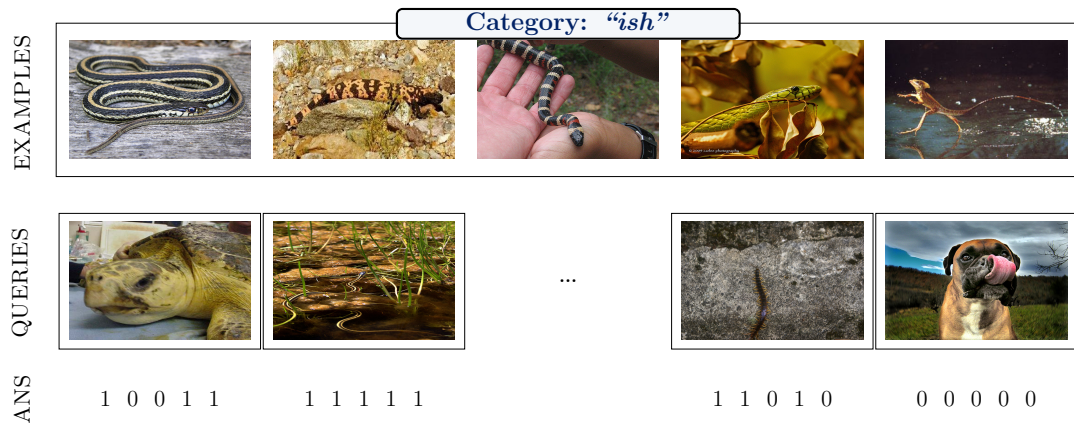 Category: "ish"
EXAMPLES
QUERIES
...
ANS
1 0 0 1 1
1 1 1 1 1
1 1 0 1 0
0 0 0 0 0